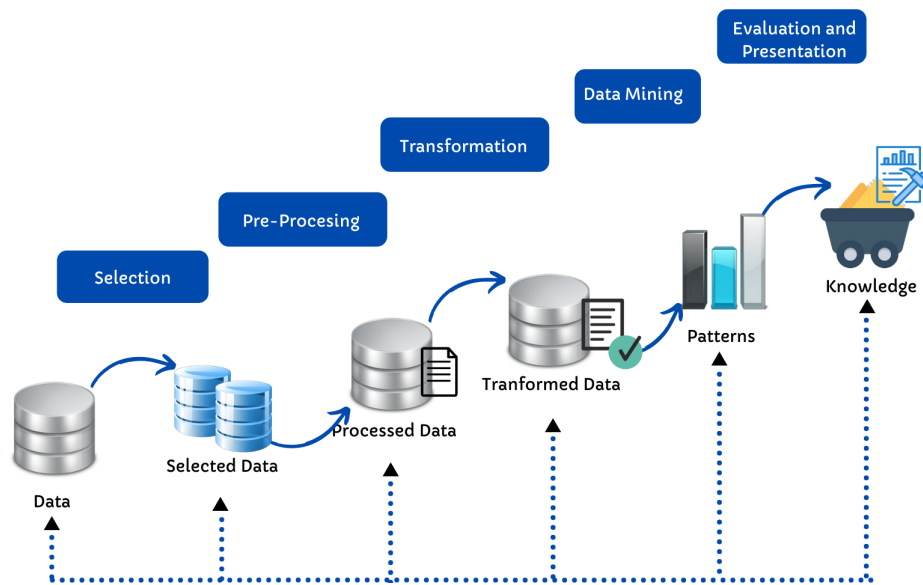 Evaluation and
Presentation
Data Mining
Transformation
Pre-Procesing
Selection
Knowledge
Patterns
Tranformed Data
Processed Data
Selected Data
Data